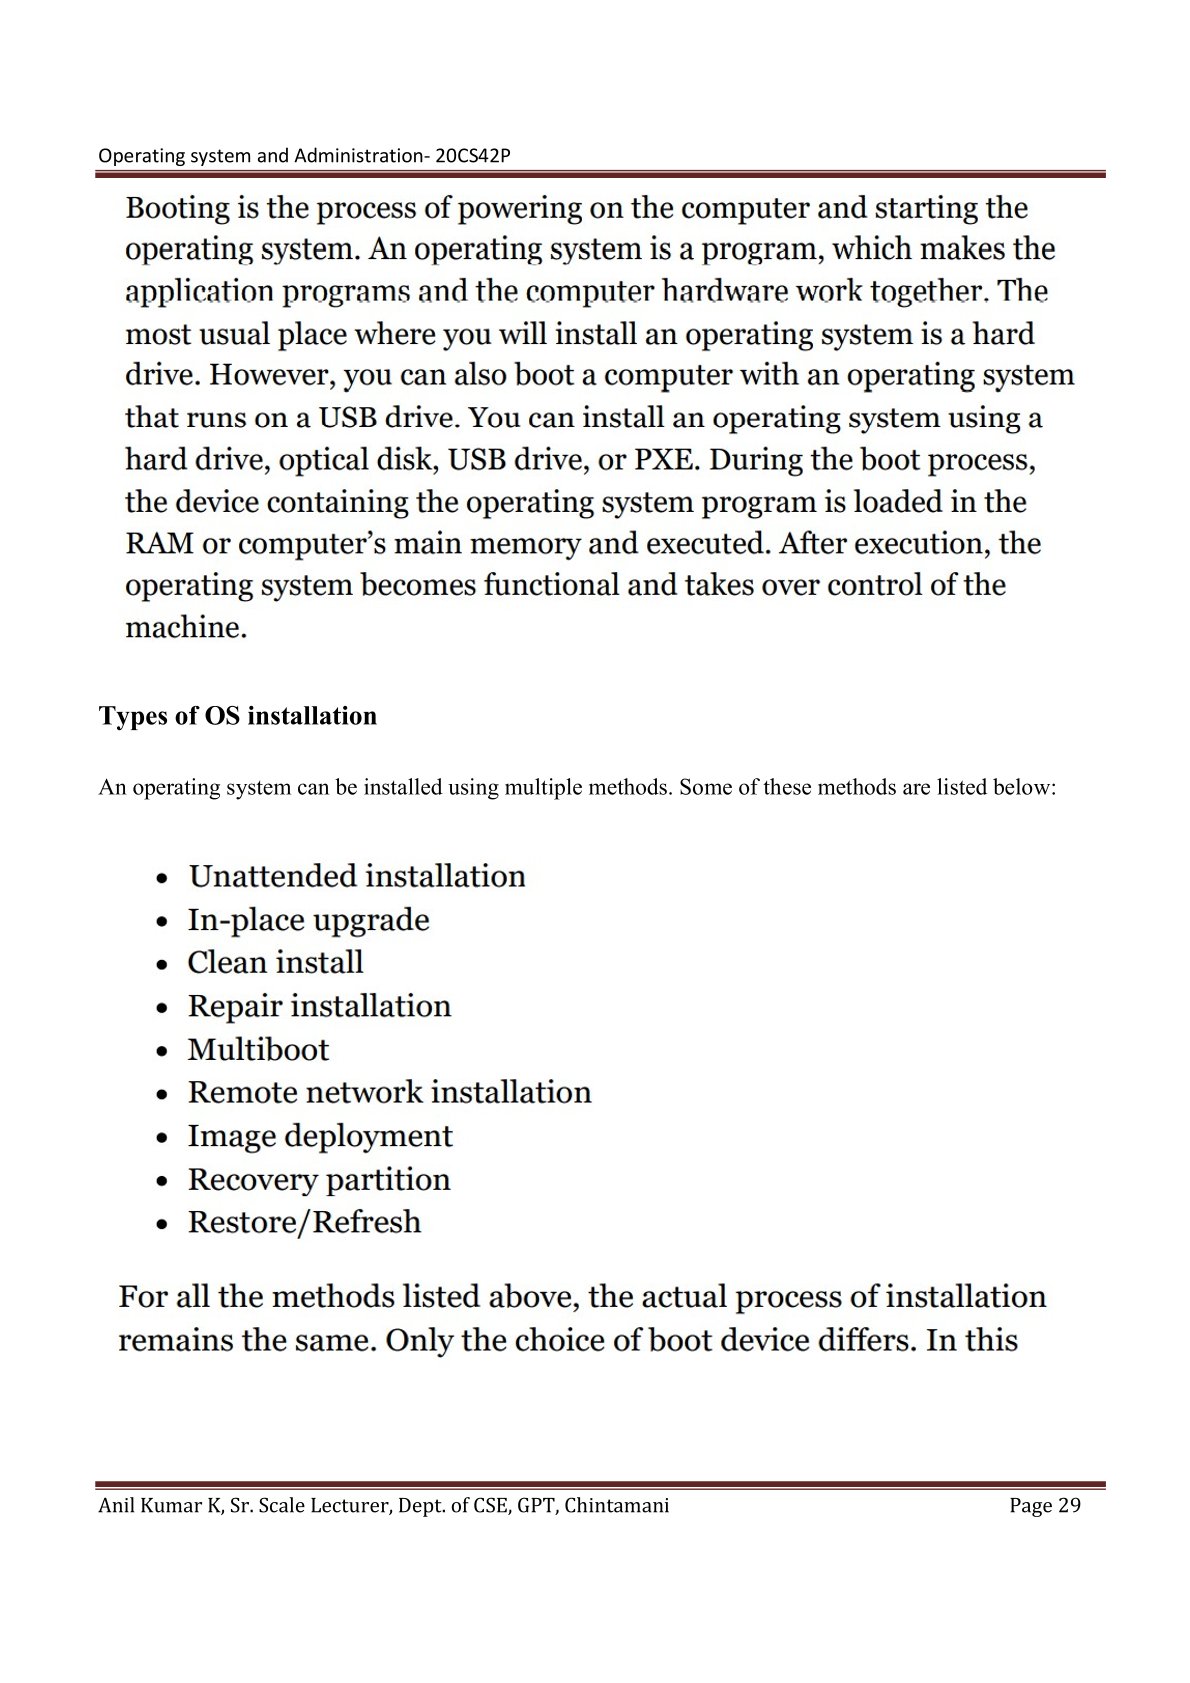 Operating system and Administration- 20CS42P
Booting is the process of powering on the computer and starting the
operating system. An operating system is a program, which makes the
application programs and the computer hardware work together. The
most usual place where you will install an operating system is a hard
drive. However, you can also boot a computer with an operating system
that runs on a USB drive. You can install an operating system using a
hard drive, optical disk, USB drive, or PXE. During the boot process,
the device containing the operating system program is loaded in the
RAM or computer’s main memory and executed. After execution, the
operating system becomes functional and takes over control of the
machine.
Types of OS installation
An operating system can be installed using multiple methods. Some of these methods are listed below:
• Unattended installation
• In-place upgrade
• Clean install
• Repair installation
• Multiboot
• Remote network installation
• Image deployment
• Recovery partition
• Restore/Refresh
For all the methods listed above, the actual process of installation
remains the same. Only the choice of boot device differs. In this
Anil Kumar K, Sr. Scale Lecturer, Dept. of CSE, GPT, Chintamani Page 29